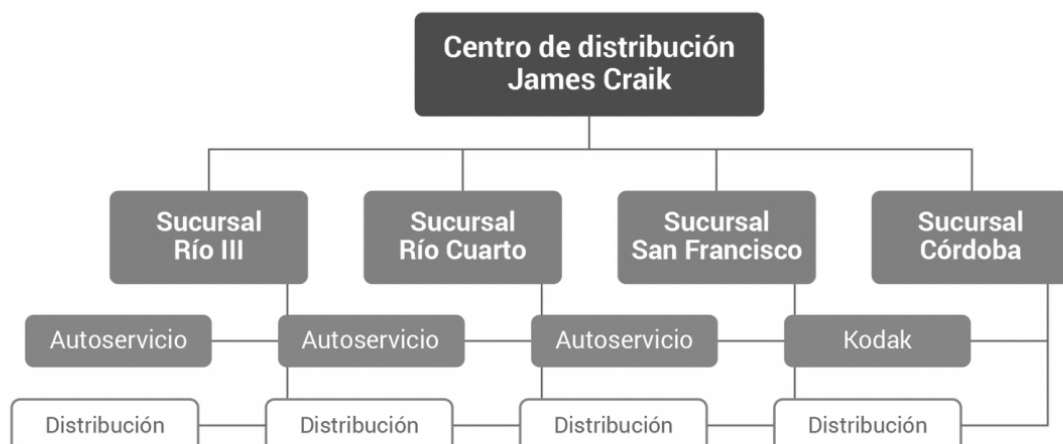 Centro de distribución
James Craik
Sucursal
Río III
Sucursal
Río Cuarto
Sucursal
San Francisco
Sucursal
Córdoba
Autoservicio
Autoservicio
Autoservicio
Kodak
Distribución
Distribución
Distribución
Distribución